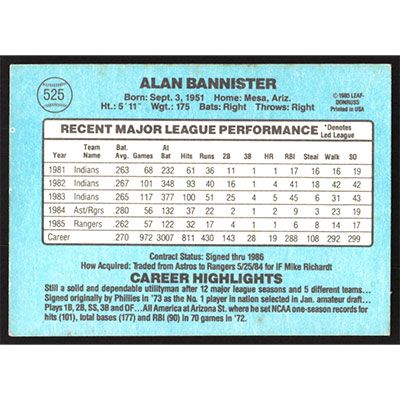 525
ALAN BANNISTER
Born: Sept. 3, 1951 Home: Mesa, Ariz.
Ht.: 5'11" Wgt.: 175 Bats: Right Throws: Right
© 1985 LEAF-
DONRUSS
Printed in USA
RECENT MAJOR LEAGUE PERFORMANCE *Denotes Led League
Year Team Name Bat. Avg. Games At Bat Hits Runs 2B 3B HR RBI Steal Walk SO
1981 Indians 263 68 232 61 36 11 1 1 17 16 16 19
1982 Indians 267 101 348 93 40 16 1 4 41 18 42 42
1983 Indians 265 117 377 100 51 25 4 5 45 6 31 43
1984 Ast/Rgrs 280 56 132 37 22 2 1 2 9 3 21 19
1985 Rangers 262 57 122 32 17 4 1 1 6 8 14 17
Career 270 972 3007 811 430 143 28 19 288 108 292 299
Contract Status: Signed thru 1986
How Acquired: Traded from Astros to Rangers 5/25/84 for IF Mike Richardt
CAREER HIGHLIGHTS
Still a solid and dependable utilityman after 12 major league seasons and 5 different teams...
Signed originally by Phillies in '73 as the No. 1 player in nation selected in Jan. amateur draft...
Plays 1B, 2B, SS, 3B and OF... All America at Arizona St. where he set NCAA one-season records for
hits (101), total bases (177) and RBI (90) in 70 games in '72.